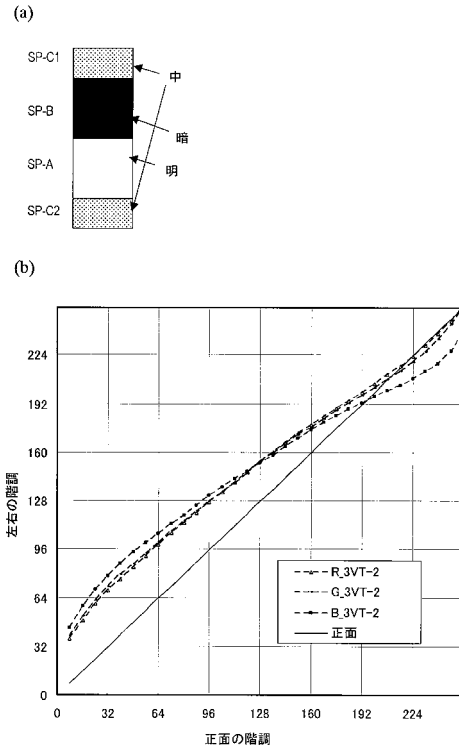 (a)
SP-C1
中
SP-B
暗
SP-A
明
SP-C2
(b)
左右の階調
224
192
160
128
96
64
32
0
R_3VT-2
G_3VT-2
B_3VT-2
正面
0 32 64 96 128 160 192 224
正面の階調